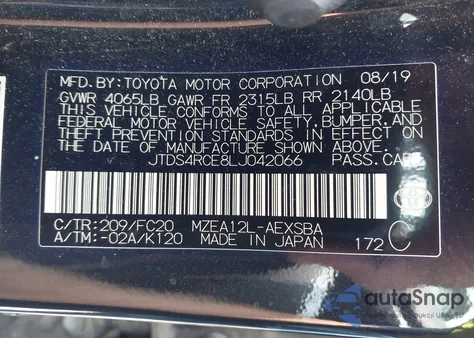 MFD. BY: TOYOTA MOTOR CORPORATION 08/19
GVWR 4065LB GAWR FR 2315LB RR 2140LB
THIS VEHICLE CONFORMS TO ALL APPLICABLE
FEDERAL MOTOR VEHICLE SAFETY, BUMPER, AND
THEFT PREVENTION STANDARDS IN EFFECT ON
THE DATE OF MANUFACTURE SHOWN ABOVE.
JTDS4RCE8LJ042066 PASS.CAR
C/TR:209/FC20 MZEA12L-AEXSBA
A/TM:-02A/K120 MADE IN JAPAN 172 C
autoSnap